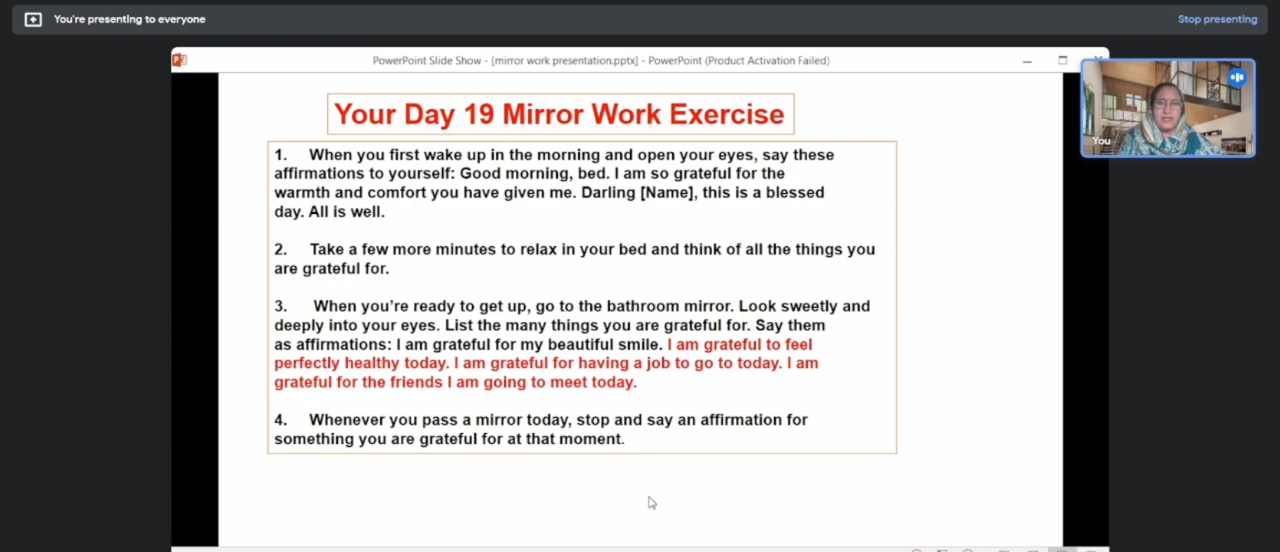 You're presenting to everyone
Stop presenting
PowerPoint Slide Show - [mirror work presentation.pptx] - PowerPoint (Product Activation Failed)
You
Your Day 19 Mirror Work Exercise
1. When you first wake up in the morning and open your eyes, say these
affirmations to yourself: Good morning, bed. I am so grateful for the
warmth and comfort you have given me. Darling [Name], this is a blessed
day. All is well.
2. Take a few more minutes to relax in your bed and think of all the things you
are grateful for.
3. When you’re ready to get up, go to the bathroom mirror. Look sweetly and
deeply into your eyes. List the many things you are grateful for. Say them
as affirmations: I am grateful for my beautiful smile. I am grateful to feel
perfectly healthy today. I am grateful for having a job to go to today. I am
grateful for the friends I am going to meet today.
4. Whenever you pass a mirror today, stop and say an affirmation for
something you are grateful for at that moment.